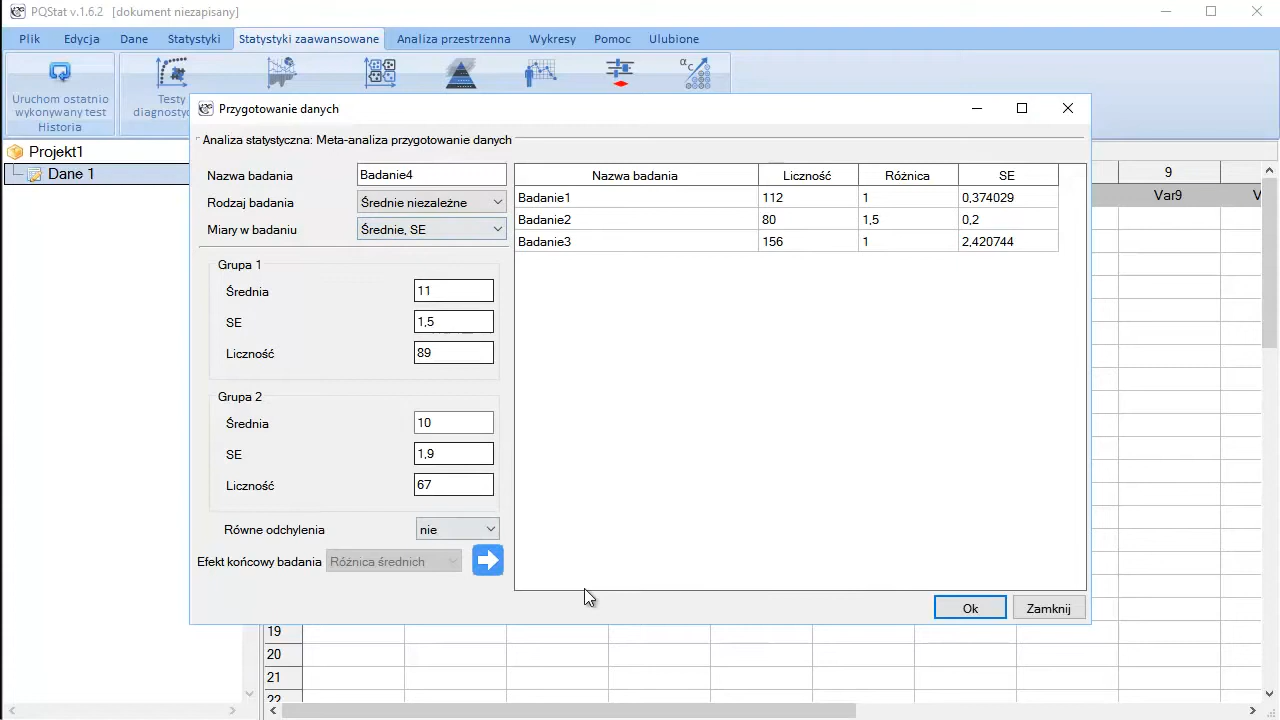 PQStat v.1.6.2 [dokument niezapisany]
Plik Edycja Dane Statystyki Statystyki zaawansowane Analiza przestrzenna Wykresy Pomoc Ulubione
Uruchom ostatnio
wykonywany test
Historia
Testy
αC
Projekt1
Dane 1
Przygotowanie danych
Analiza statystyczna: Meta-analiza przygotowanie danych
Nazwa badania Badanie4
Rodzaj badania Średnie niezależne
Miary w badaniu Średnie, SE
Grupa 1
Średnia 11
SE 1,5
Liczność 89
Grupa 2
Średnia 10
SE 1,9
Liczność 67
Równe odchylenia nie
Efekt końcowy badania Różnica średnich
Nazwa badania Liczność Różnica SE
Badanie1 112 1 0,374029
Badanie2 80 1,5 0,2
Badanie3 156 1 2,420744
Ok Zamknij
9
Var9
19
20
21
22